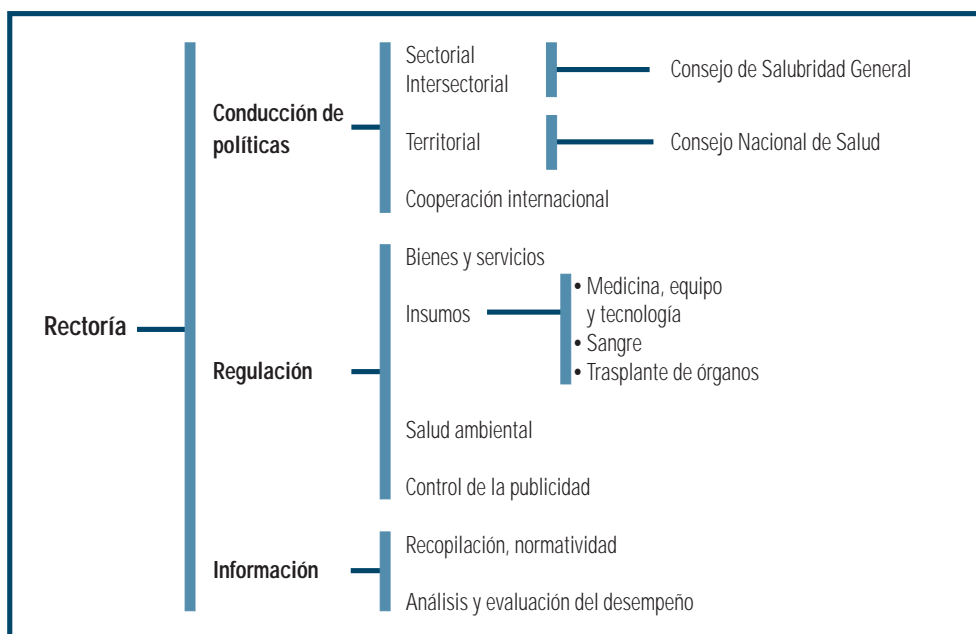 Rectoría
Conducción de
políticas
Sectorial
Intersectorial
Consejo de Salubridad General
Territorial
Consejo Nacional de Salud
Cooperación internacional
Regulación
Bienes y servicios
Insumos
• Medicina, equipo
y tecnología
• Sangre
• Trasplante de órganos
Salud ambiental
Control de la publicidad
Información
Recopilación, normatividad
Análisis y evaluación del desempeño